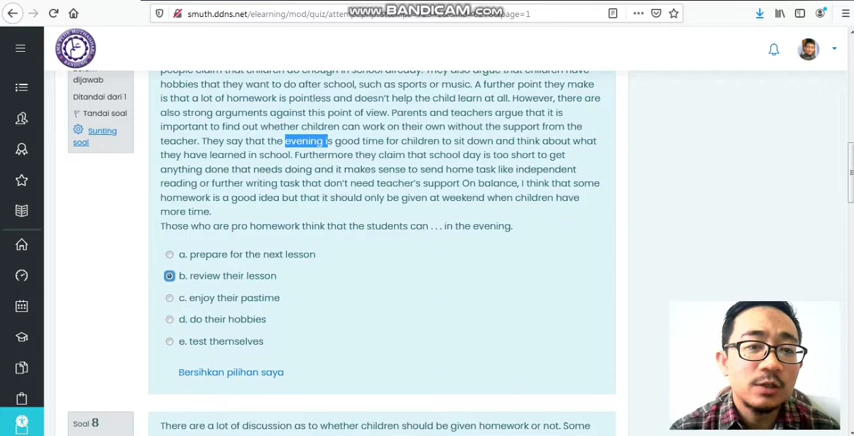 www.BANDICAM.com
smuth.ddns.net/elearning/mod/quiz/atte
page=1
dijawab
Ditandai dari 1
Tandai soal
Sunting
soal
people claim that children do enough in school already. They also argue that children have
hobbies that they want to do after school, such as sports or music. A further point they make
is that a lot of homework is pointless and doesn't help the child learn at all. However, there are
also strong arguments against this point of view. Parents and teachers argue that it is
important to find out whether children can work on their own without the support from the
teacher. They say that the evening is good time for children to sit down and think about what
they have learned in school. Furthermore they claim that school day is too short to get
anything done that needs doing and it makes sense to send home task like independent
reading or further writing task that don't need teacher's support On balance, I think that some
homework is a good idea but that it should only be given at weekend when children have
more time.
Those who are pro homework think that the students can . . . in the evening.
a. prepare for the next lesson
b. review their lesson
c. enjoy their pastime
d. do their hobbies
e. test themselves
Bersihkan pilihan saya
Soal 8
There are a lot of discussion as to whether children should be given homework or not. Some